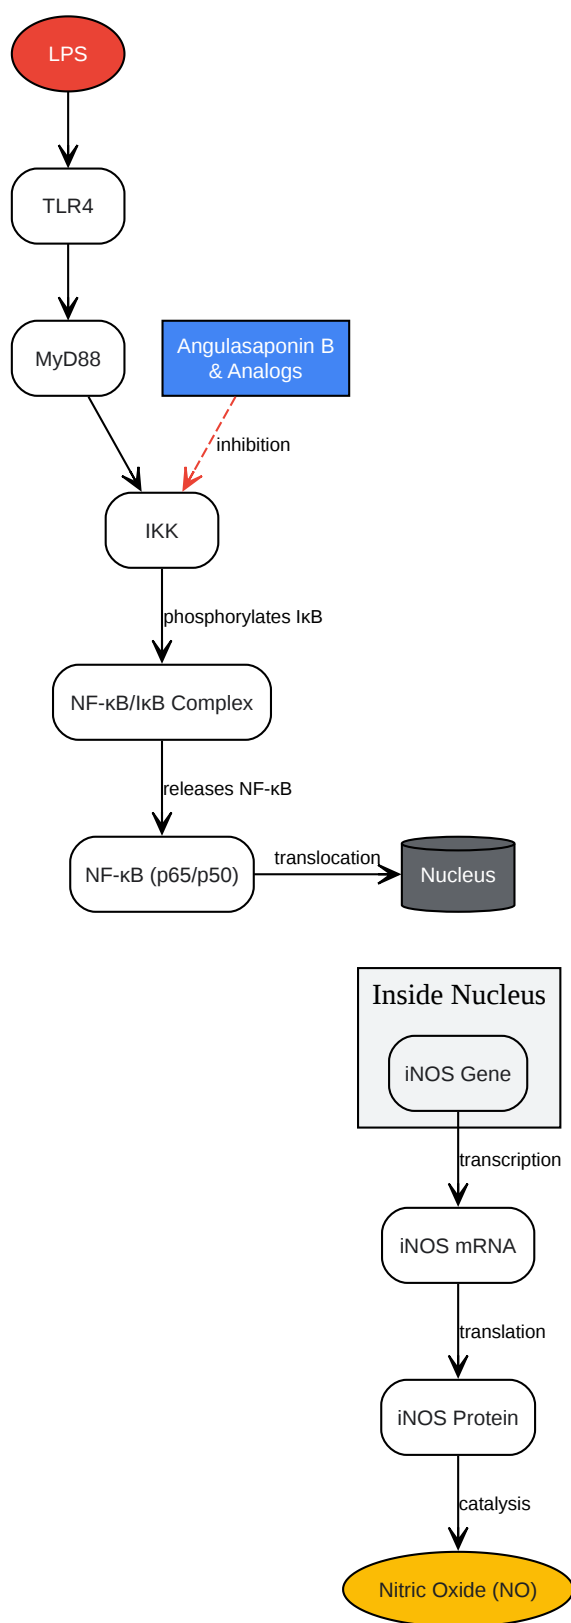 LPS
TLR4
MyD88
Angulasaponin B
& Analogs
inhibition
IKK
phosphorylates IκB
NF-κB/IκB Complex
releases NF-κB
NF-κB (p65/p50)
translocation
Nucleus
Inside Nucleus
iNOS Gene
transcription
iNOS mRNA
translation
iNOS Protein
catalysis
Nitric Oxide (NO)